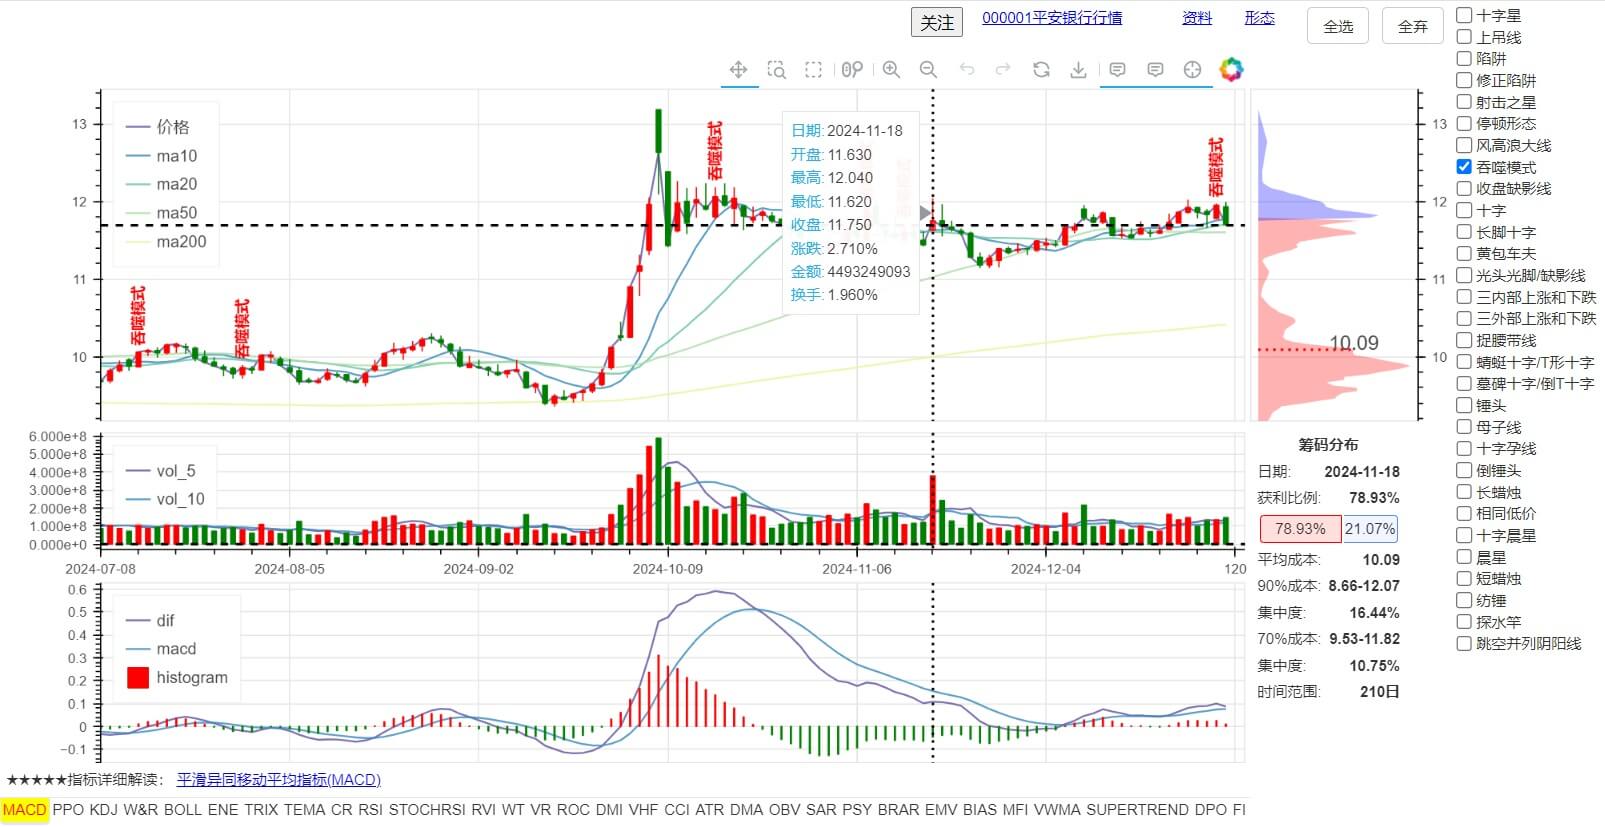 关注
000001平安银行行情
资料
形态
全选
全弃
十字星
上吊线
陷阱
修正陷阱
射击之星
停顿形态
风高浪大线
吞噬模式
收盘缺影线
十字
长脚十字
黄包车夫
光头光脚/缺影线
三内部上涨和下跌
三外部上涨和下跌
捉腰带线
蜻蜓十字/T形十字
墓碑十字/倒T十字
锤头
母子线
十字孕线
倒锤头
长蜡烛
相同低价
十字晨星
晨星
短蜡烛
纺锤
探水竿
跳空并列阴阳线
价格
ma10
ma20
ma50
ma200
13
12
11
10
吞噬模式
吞噬模式
吞噬模式
吞噬模式
日期: 2024-11-18
开盘: 11.630
最高: 12.040
最低: 11.620
收盘: 11.750
涨跌: 2.710%
金额: 4493249093
换手: 1.960%
13
12
11
10
10.09
6.000e+8
5.000e+8
4.000e+8
3.000e+8
2.000e+8
1.000e+8
0.000e+0
vol_5
vol_10
2024-07-08
2024-08-05
2024-09-02
2024-10-09
2024-11-06
2024-12-04
120
0.6
0.5
0.4
0.3
0.2
0.1
0
−0.1
dif
macd
histogram
筹码分布
日期: 2024-11-18
获利比例: 78.93%
78.93% 21.07%
平均成本: 10.09
90%成本: 8.66-12.07
集中度: 16.44%
70%成本: 9.53-11.82
集中度: 10.75%
时间范围: 210日
★★★★★指标详细解读： 平滑异同移动平均指标(MACD)
MACD PPO KDJ W&R BOLL ENE TRIX TEMA CR RSI STOCHRSI RVI WT VR ROC DMI VHF CCI ATR DMA OBV SAR PSY BRAR EMV BIAS MFI VWMA SUPERTREND DPO FI